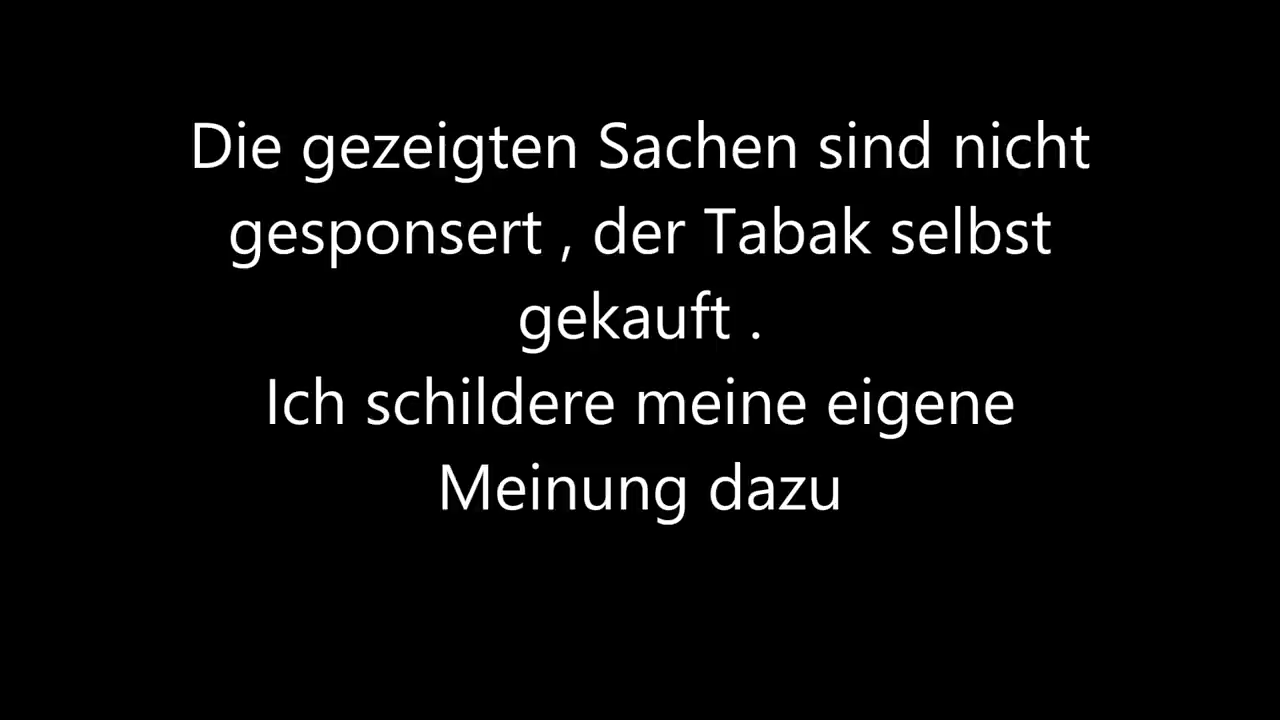 Die gezeigten Sachen sind nicht
gesponsert , der Tabak selbst
gekauft .
Ich schildere meine eigene
Meinung dazu